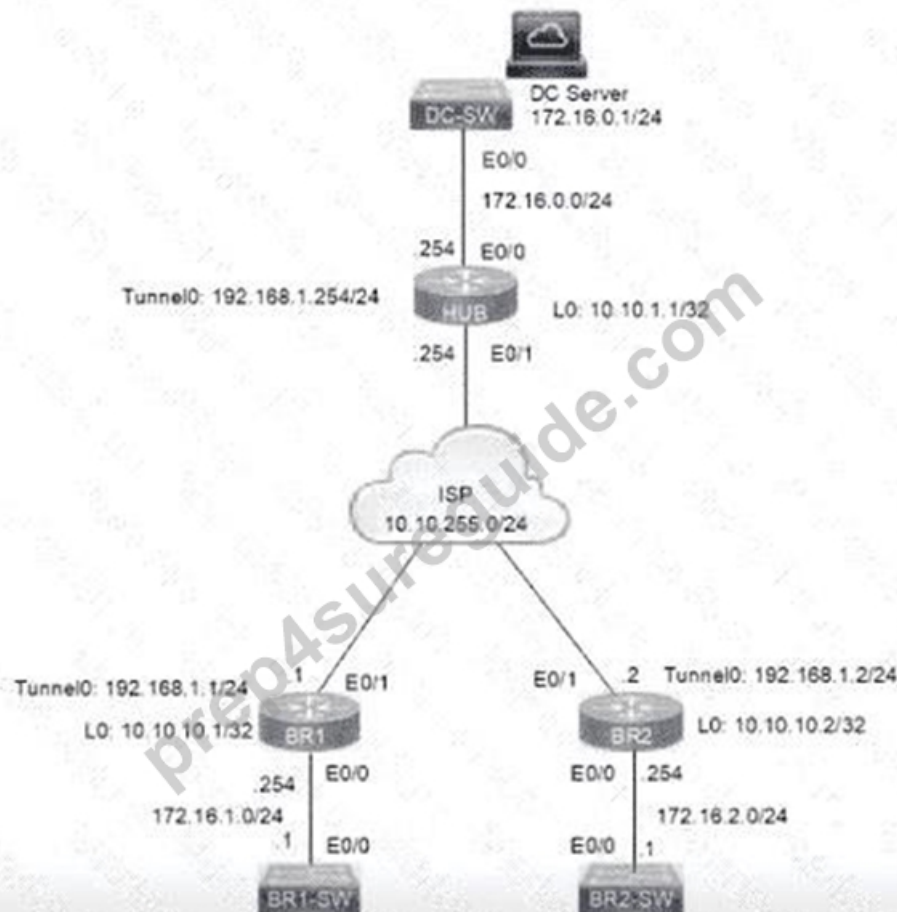 DC Server
172.16.0.1/24
DC-SW
E0/0
172.16.0.0/24
.254 E0/0
Tunnel0: 192.168.1.254/24
HUB
L0: 10.10.1.1/32
.254 E0/1
ISP
10.10.255.0/24
prep4sureguide.com
Tunnel0: 192.168.1.1/24
.1
E0/1
E0/1
.2
Tunnel0: 192.168.1.2/24
L0: 10.10.10.1/32
BR1
BR2
L0: 10.10.10.2/32
.254
E0/0
E0/0
.254
172.16.1.0/24
172.16.2.0/24
.1
E0/0
E0/0
.1
BR1-SW
BR2-SW